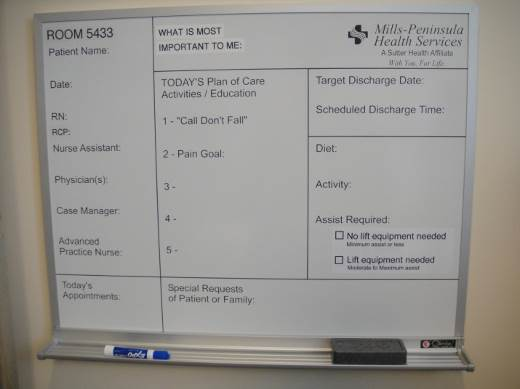 ROOM 5433
Patient Name:
WHAT IS MOST
IMPORTANT TO ME:
Mills-Peninsula
Health Services
A Sutter Health Affiliate
With You. For Life.
Date:
RN:
RCP:
Nurse Assistant:
Physician(s):
Case Manager:
Advanced
Practice Nurse:
TODAY'S Plan of Care
Activities / Education
1 - "Call Don't Fall"
2 - Pain Goal:
3 -
4 -
5 -
Target Discharge Date:
Scheduled Discharge Time:
Diet:
Activity:
Assist Required:
No lift equipment needed
Minimum assist or less
Lift equipment needed
Moderate to Maximum assist
Today's
Appointments:
Special Requests
of Patient or Family:
EXPO